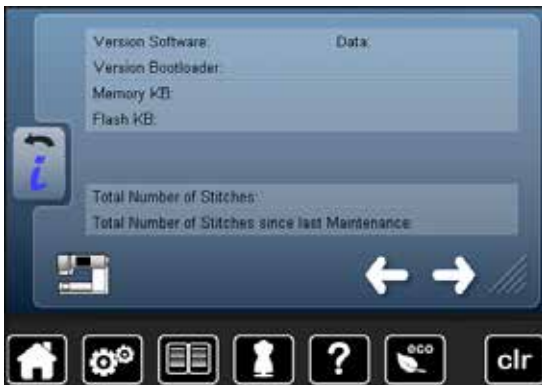 Version Software: Data:
Version Bootloader:
Memory KB:
Flash KB:
i
Total Number of Stitches:
Total Number of Stitches since last Maintenance:
?
eco
clr